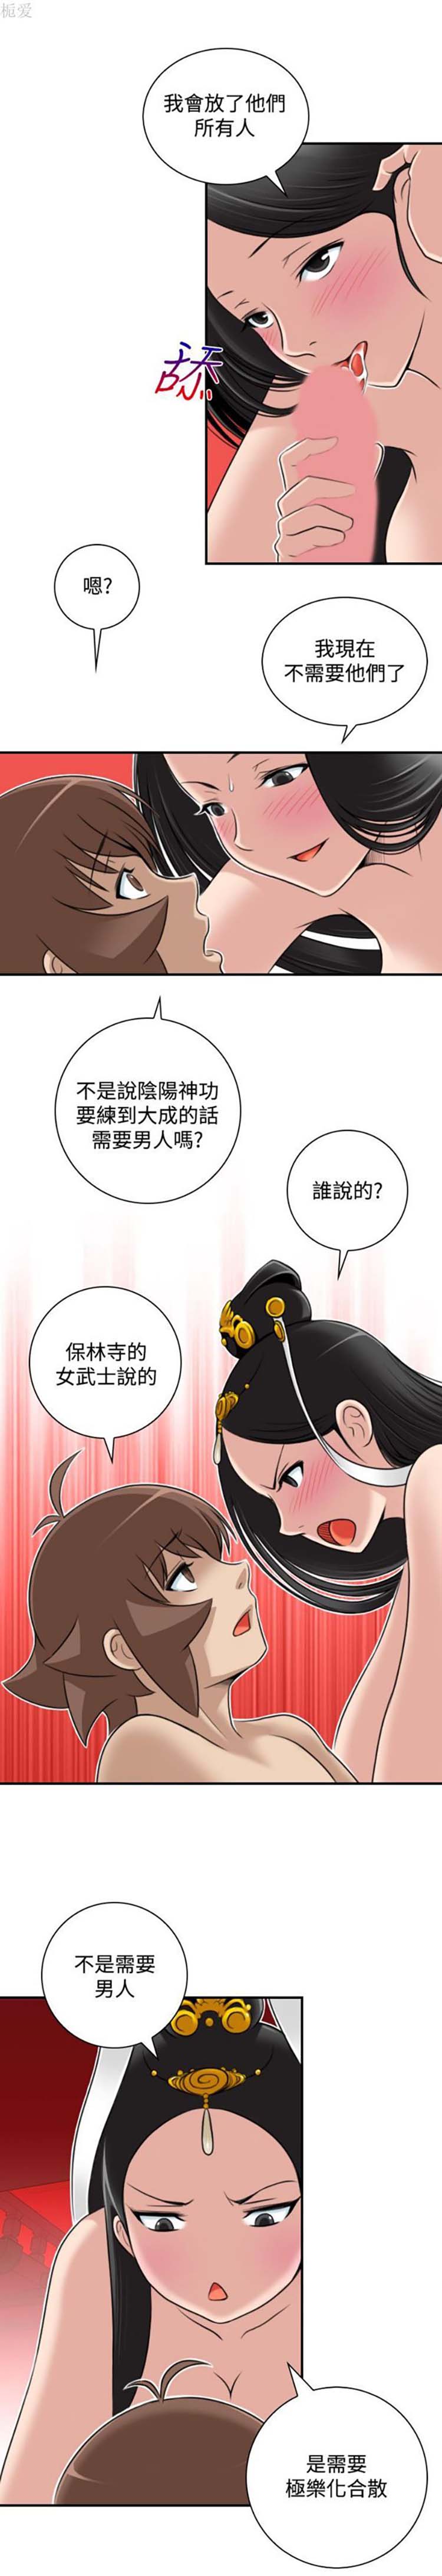 栀爱
我會放了他們
所有人
舔
嗯?
我現在
不需要他們了
不是說陰陽神功
要練到大成的話
需要男人嗎?
誰說的?
保林寺的
女武士說的
不是需要
男人
是需要
極樂化合散